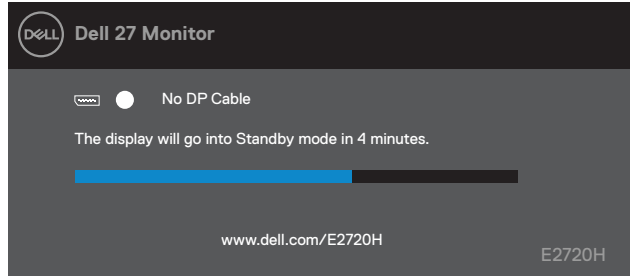 DELL
Dell 27 Monitor
No DP Cable
The display will go into Standby mode in 4 minutes.
www.dell.com/E2720H
E2720H